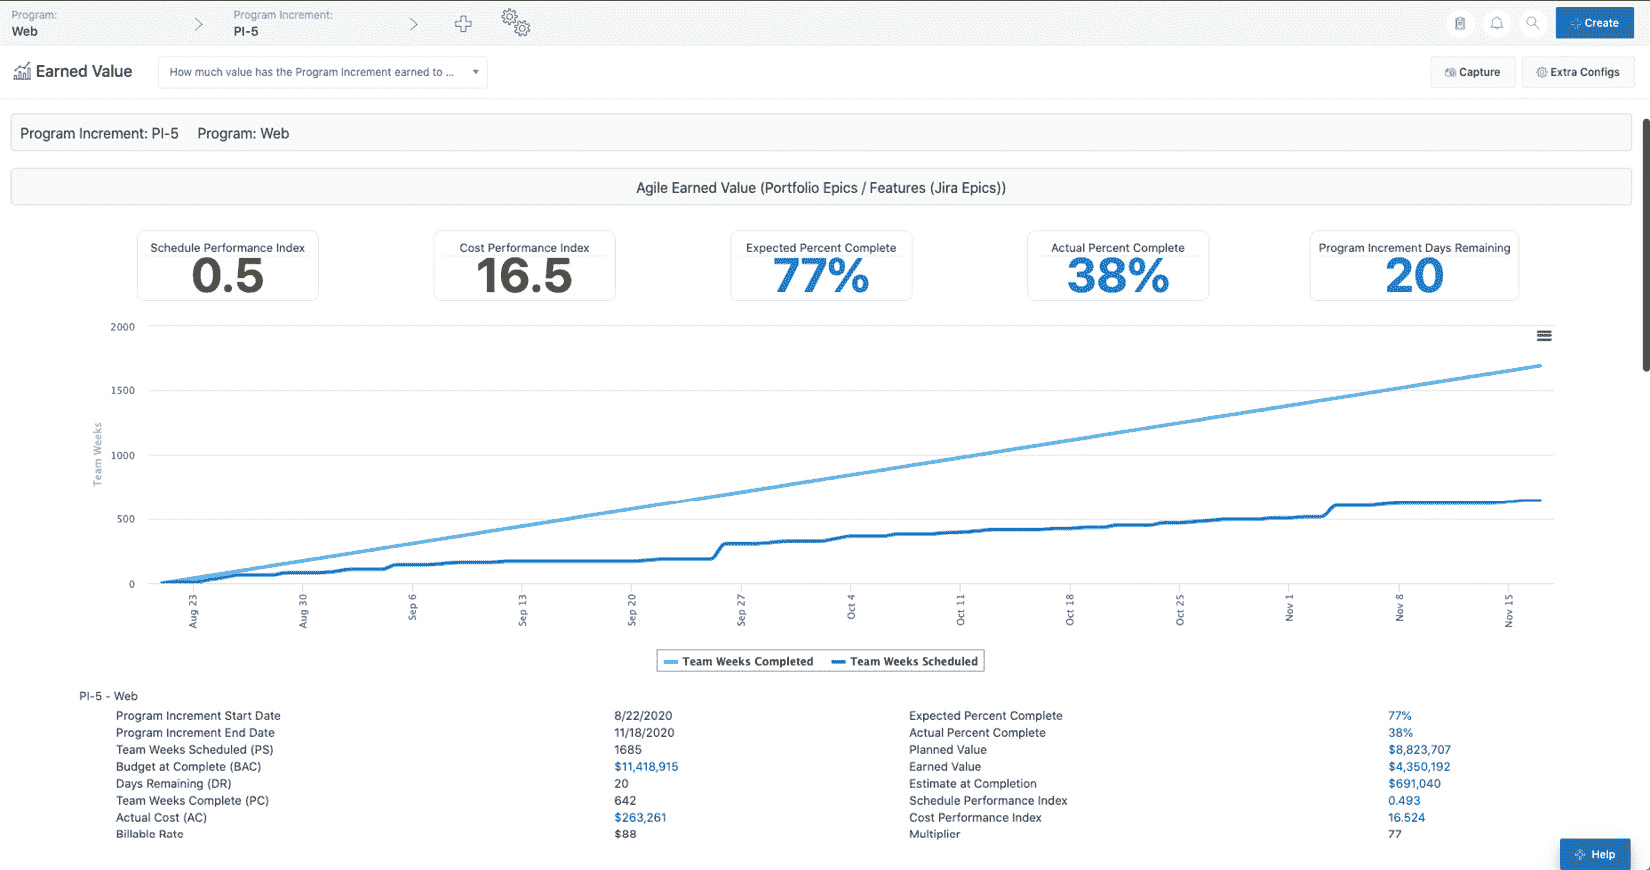 Program:
Web
Program Increment:
PI-5
Create
Earned Value
How much value has the Program Increment earned to ...
Capture
Extra Configs
Program Increment: PI-5 Program: Web
Agile Earned Value (Portfolio Epics / Features (Jira Epics))
Schedule Performance Index
0.5
Cost Performance Index
16.5
Expected Percent Complete
77%
Actual Percent Complete
38%
Program Increment Days Remaining
20
Team Weeks
2000
1500
1000
500
0
Aug 23
Aug 30
Sep 6
Sep 13
Sep 20
Sep 27
Oct 4
Oct 11
Oct 18
Oct 25
Nov 1
Nov 8
Nov 15
Team Weeks Completed Team Weeks Scheduled
PI-5 - Web
Program Increment Start Date 8/22/2020 Expected Percent Complete 77%
Program Increment End Date 11/18/2020 Actual Percent Complete 38%
Team Weeks Scheduled (PS) 1685 Planned Value $8,823,707
Budget at Complete (BAC) $11,418,915 Earned Value $4,350,192
Days Remaining (DR) 20 Estimate at Completion $691,040
Team Weeks Complete (PC) 642 Schedule Performance Index 0.493
Actual Cost (AC) $263,261 Cost Performance Index 16.524
Billable Rate $88 Multiplier 77
Help